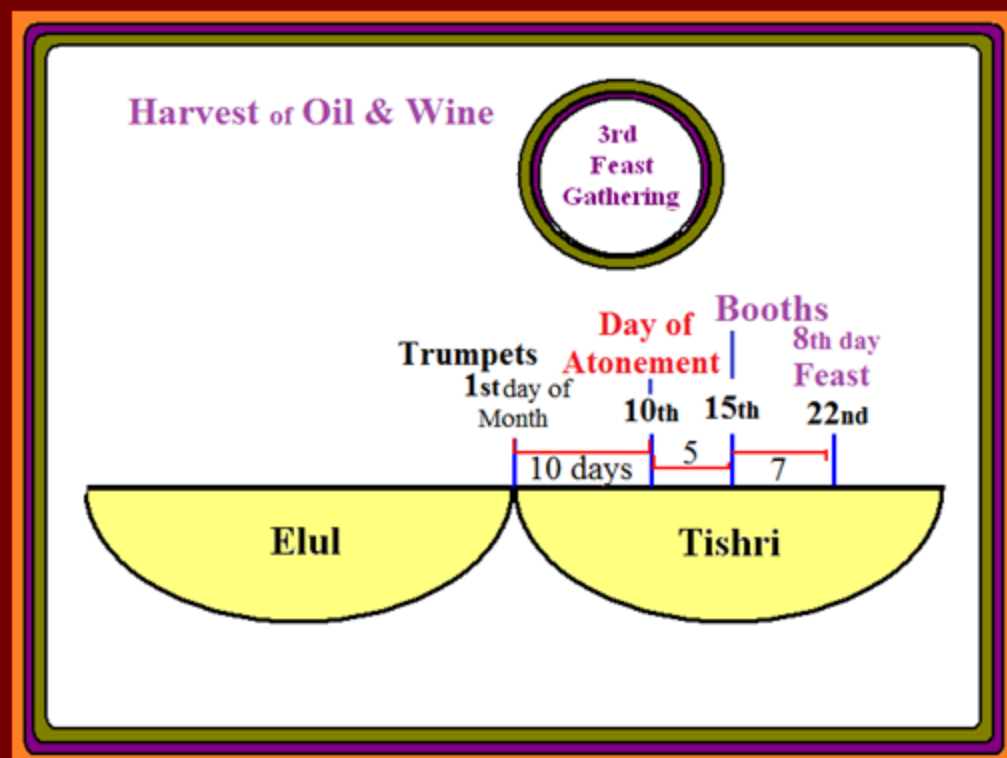 Harvest of Oil & Wine
3rd
Feast
Gathering
Trumpets
1st day of
Month
Day of
Atonement
10th
Booths
15th
8th day
Feast
22nd
10 days
5
7
Elul
Tishri